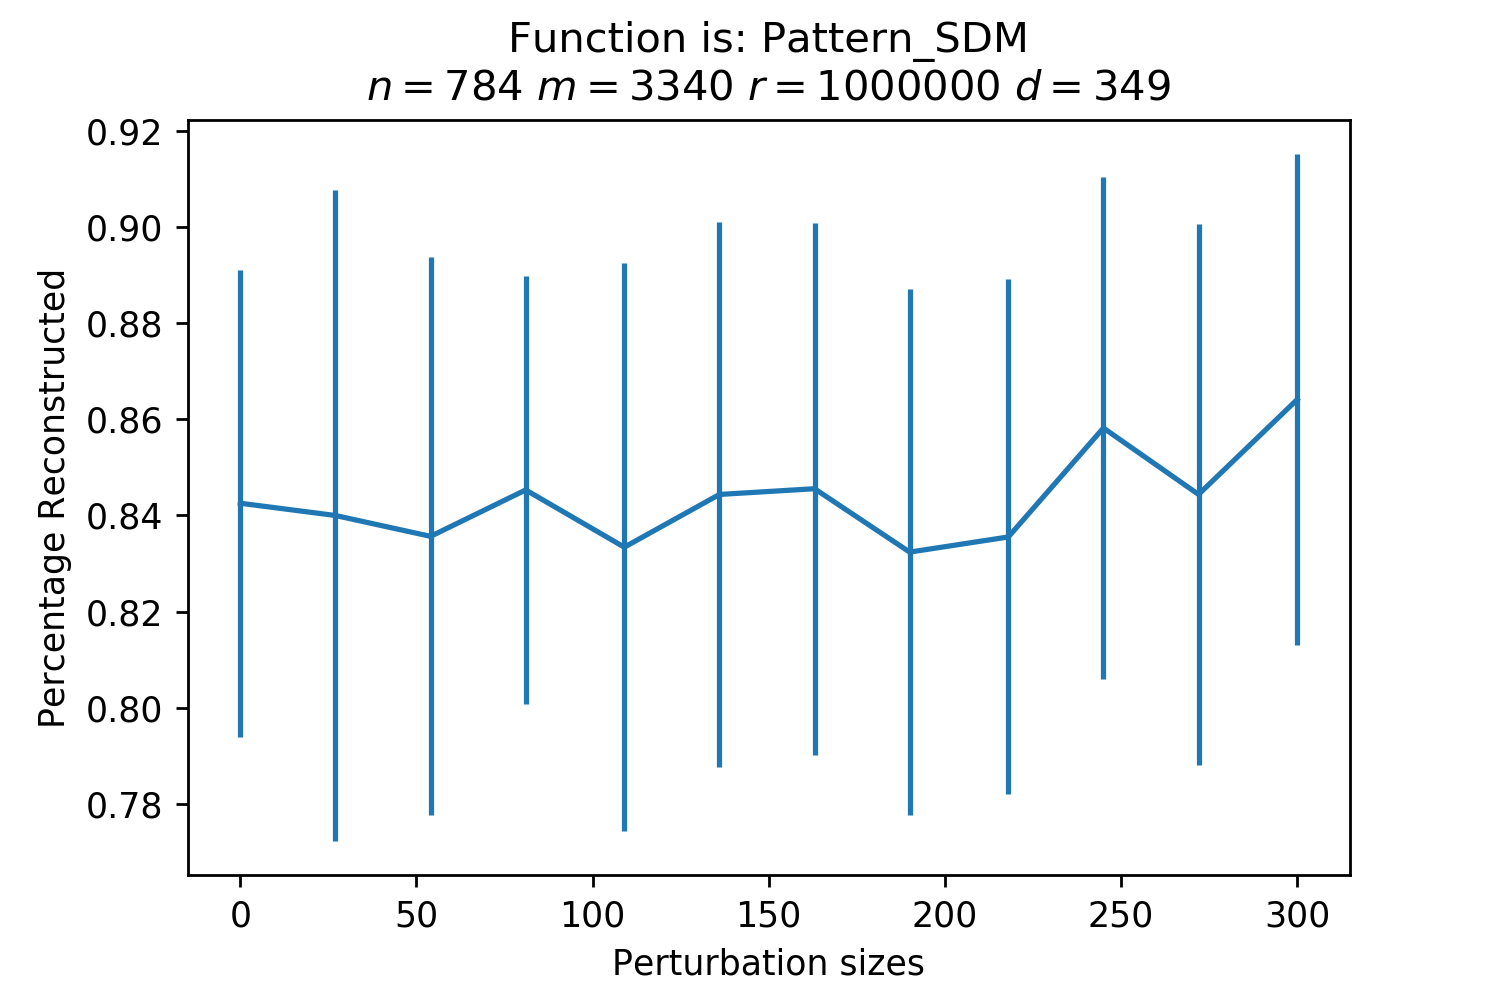 Function is: Pattern_SDM
n = 784 m = 3340 r = 1000000 d = 349
0.92
0.90
0.88
0.86
0.84
0.82
0.80
0.78
Percentage Reconstructed
0 50 100 150 200 250 300
Perturbation sizes